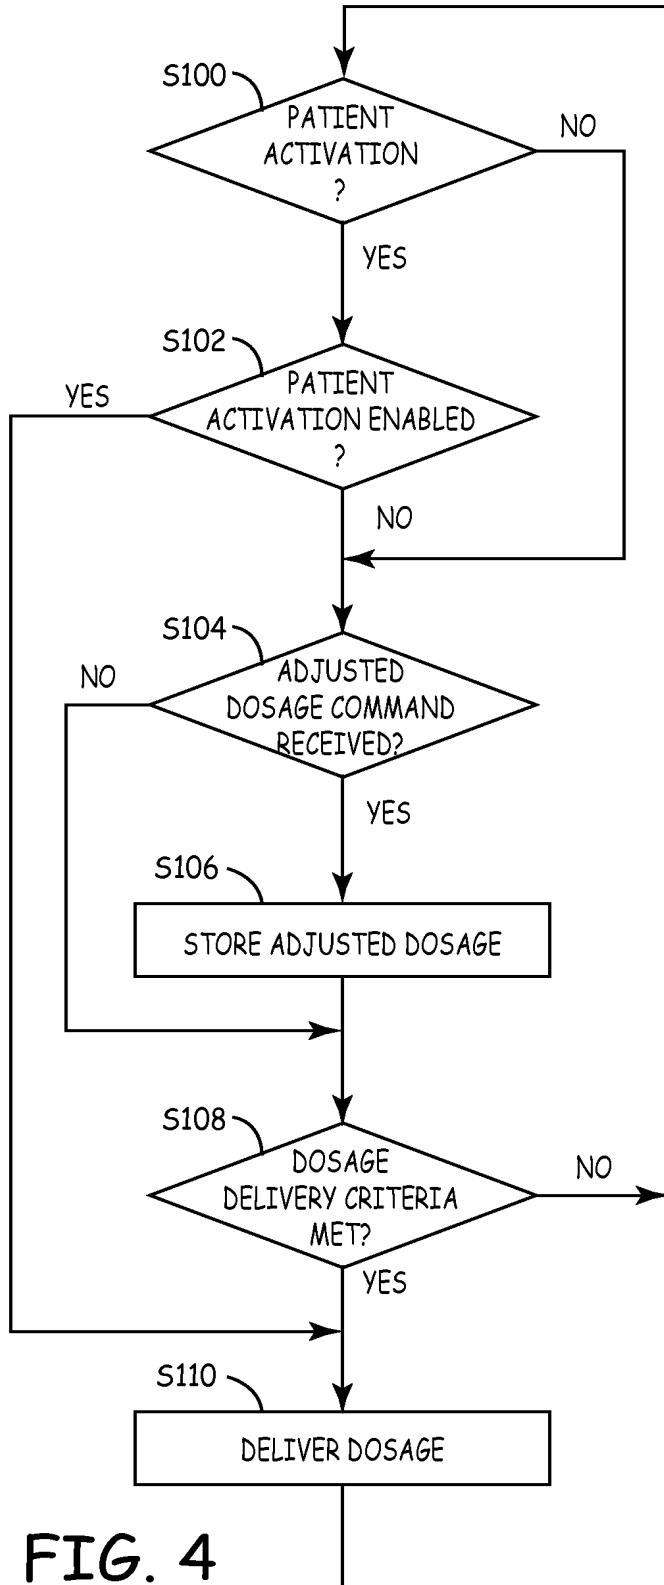 S100
PATIENT
ACTIVATION
?
NO
YES
S102
PATIENT
ACTIVATION ENABLED
?
YES
NO
S104
ADJUSTED
DOSAGE COMMAND
RECEIVED?
NO
YES
S106
STORE ADJUSTED DOSAGE
S108
DOSAGE
DELIVERY CRITERIA
MET?
NO
YES
S110
DELIVER DOSAGE
FIG. 4